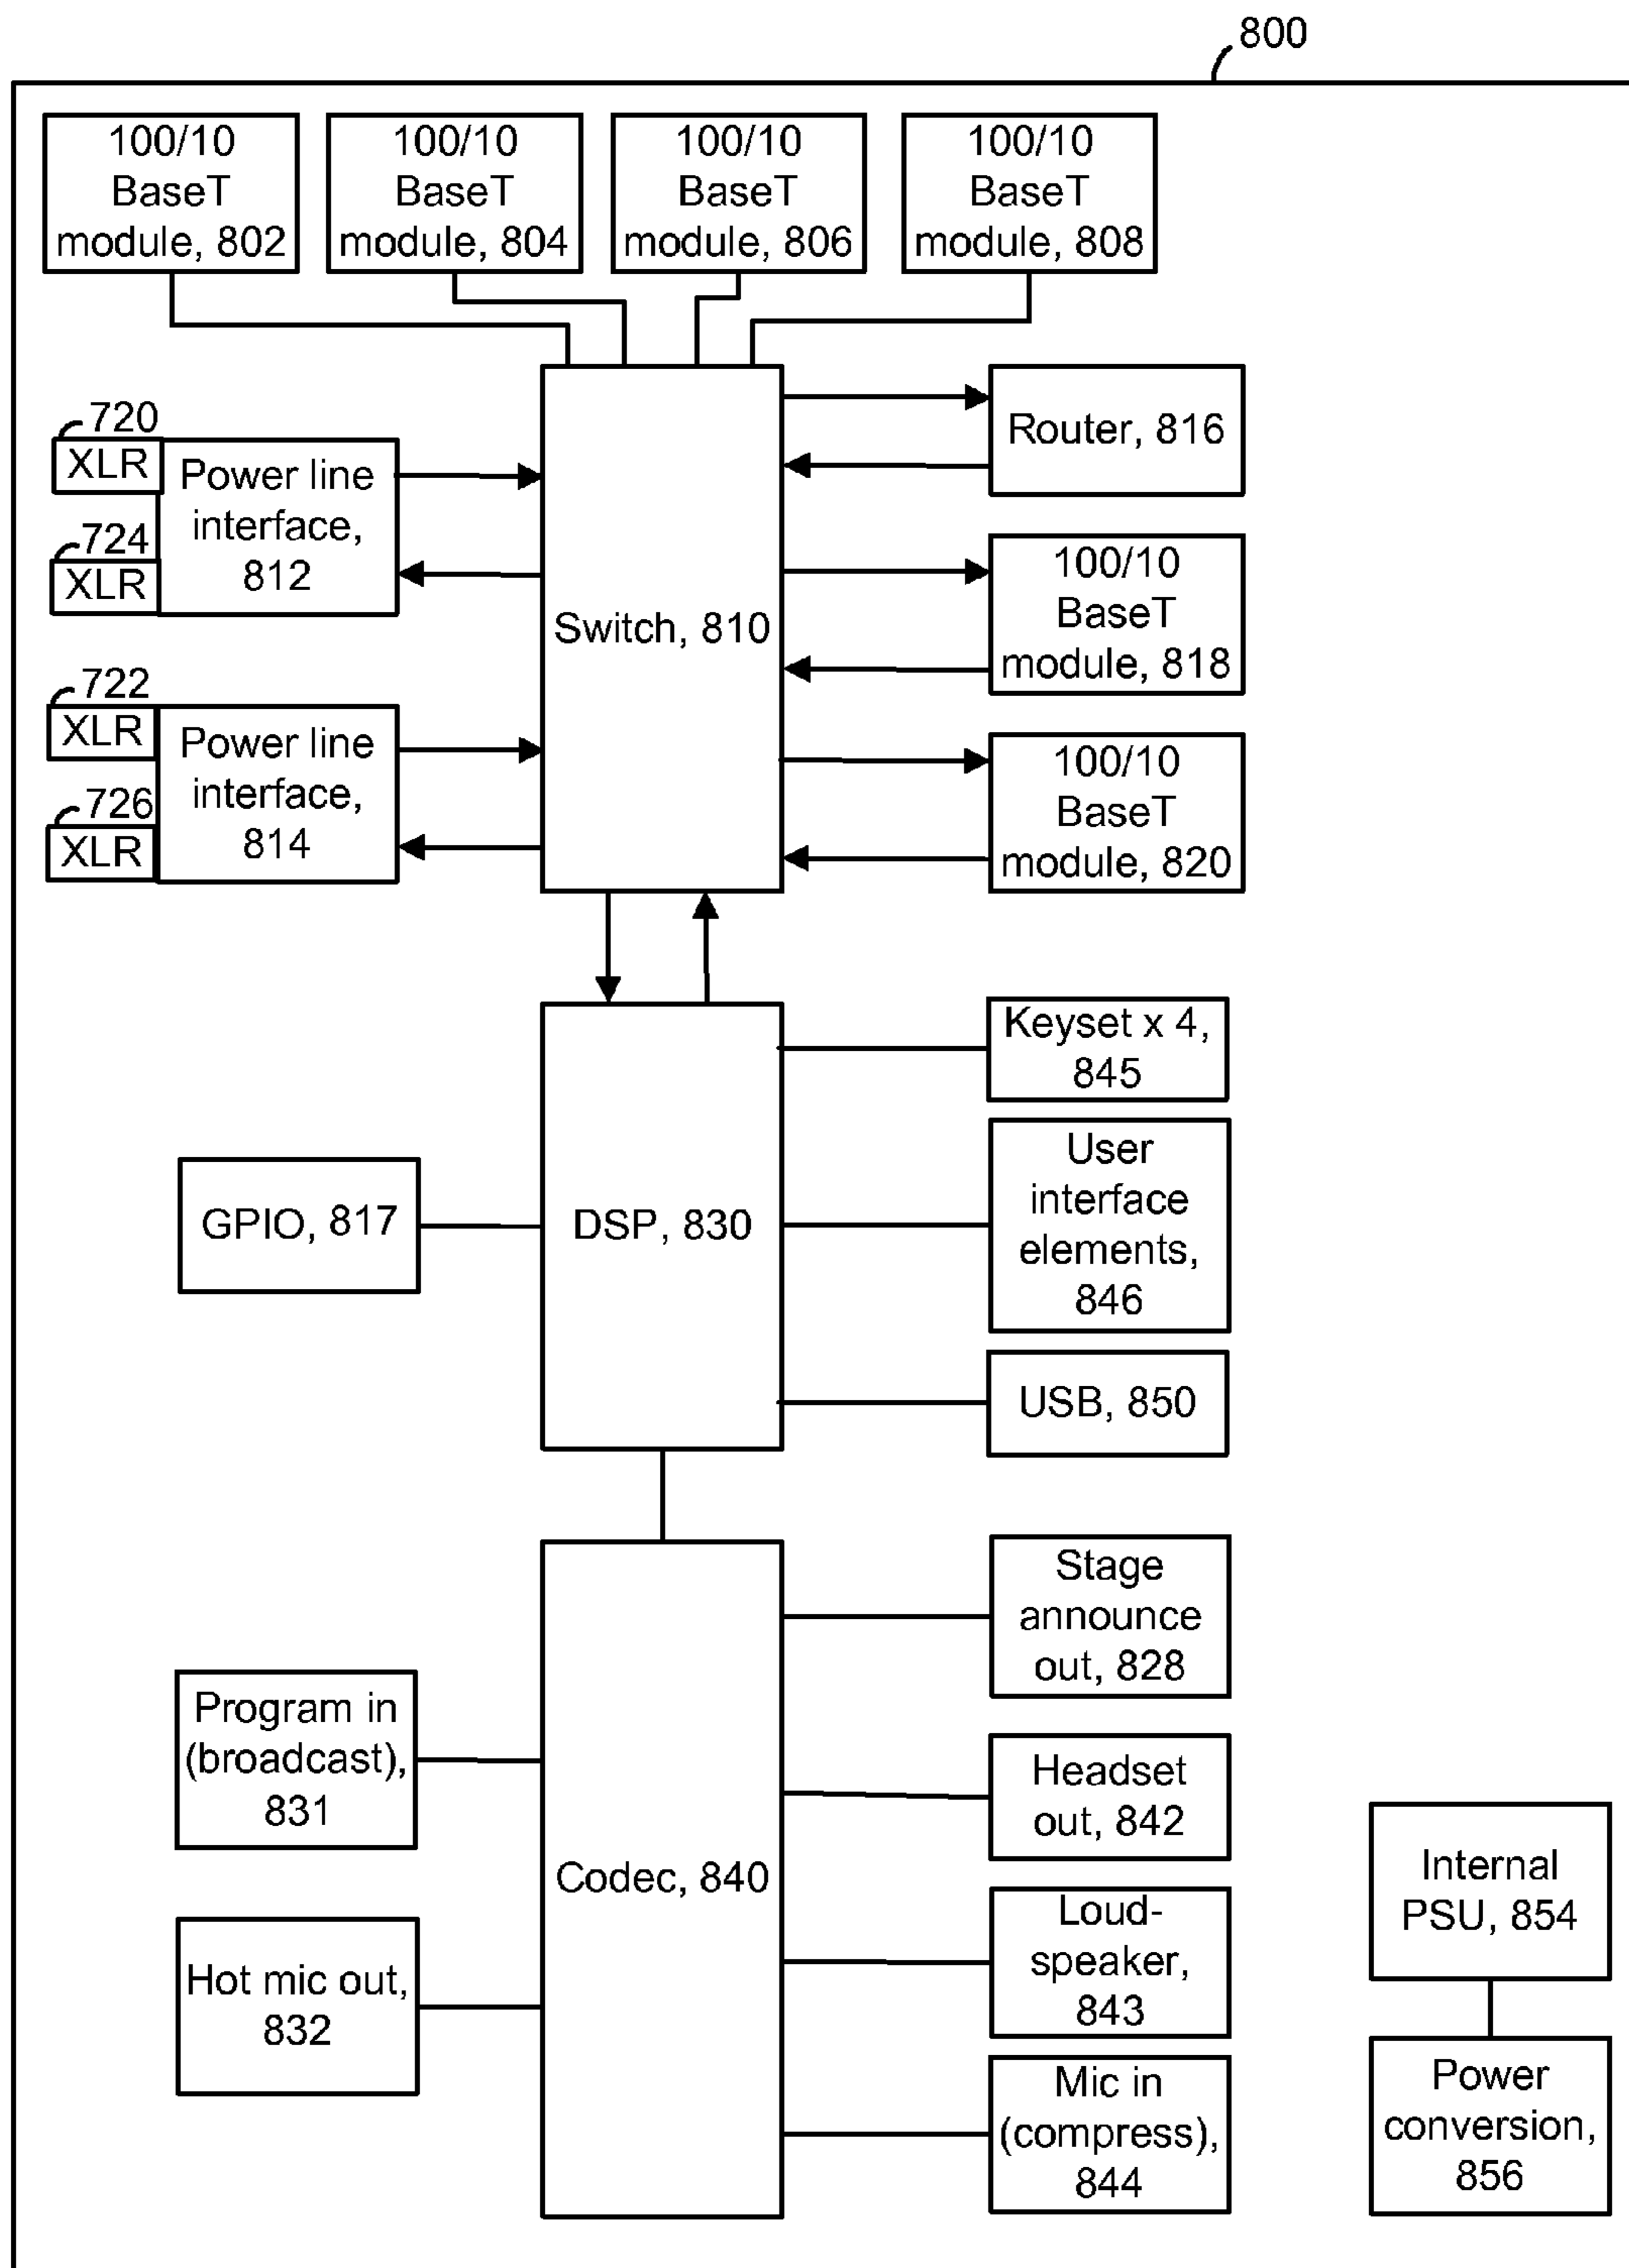 800
100/10
BaseT
module, 802
100/10
BaseT
module, 804
100/10
BaseT
module, 806
100/10
BaseT
module, 808
720
XLR
Power line
interface,
812
724
XLR
722
XLR
Power line
interface,
814
726
XLR
Switch, 810
Router, 816
100/10
BaseT
module, 818
100/10
BaseT
module, 820
Keyset x 4,
845
GPIO, 817
DSP, 830
User
interface
elements,
846
USB, 850
Stage
announce
out, 828
Program in
(broadcast),
831
Headset
out, 842
Codec, 840
Hot mic out,
832
Loud-
speaker,
843
Mic in
(compress),
844
Internal
PSU, 854
Power
conversion,
856